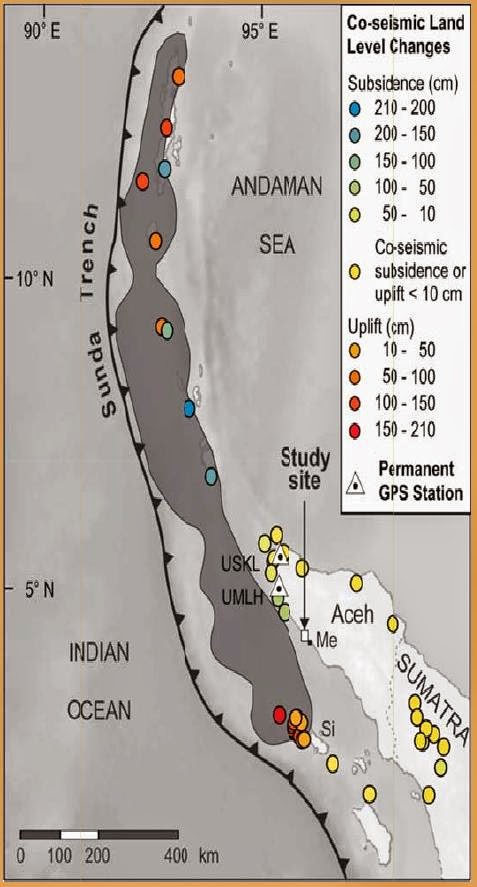 90° E
95° E
Co-seismic Land
Level Changes
Subsidence (cm)
210 - 200
200 - 150
150 - 100
100 - 50
50 - 10
Co-seismic
subsidence or
uplift < 10 cm
Uplift (cm)
10 - 50
50 - 100
100 - 150
150 - 210
Permanent
GPS Station
ANDAMAN
SEA
10° N
Sunda Trench
Study
site
USKL
UMLH
5° N
Aceh
Me
INDIAN
OCEAN
SUMATRA
Si
0 100 200 400 km